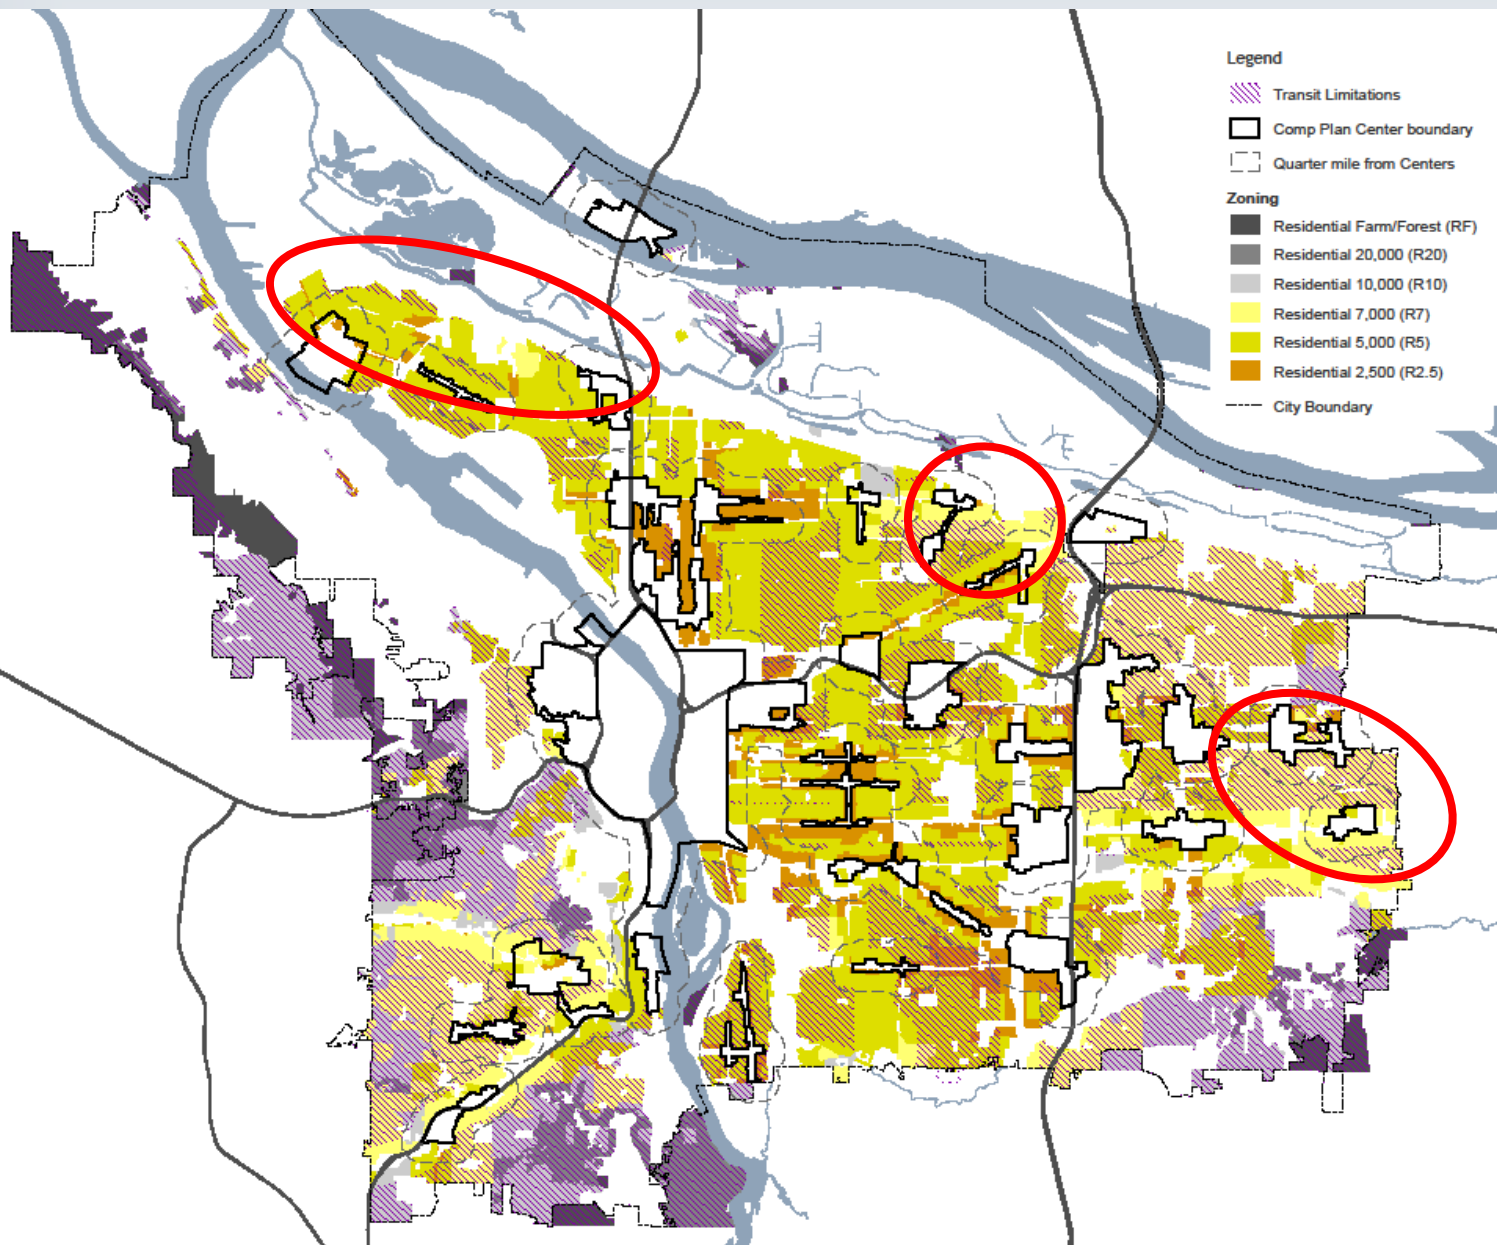 Legend
Transit Limitations
Comp Plan Center boundary
Quarter mile from Centers
Zoning
Residential Farm/Forest (RF)
Residential 20,000 (R20)
Residential 10,000 (R10)
Residential 7,000 (R7)
Residential 5,000 (R5)
Residential 2,500 (R2.5)
City Boundary